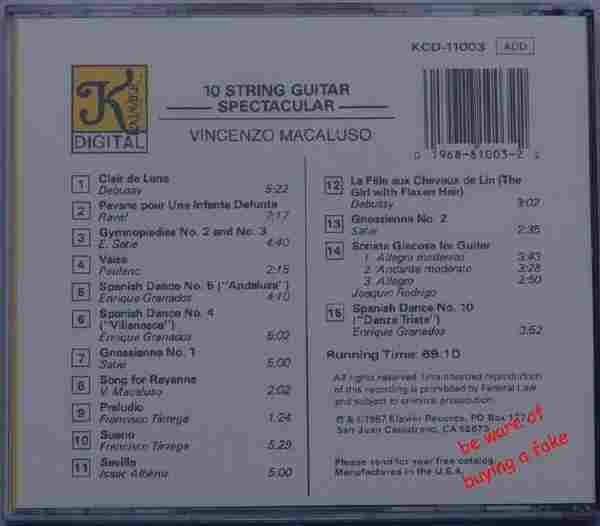 KCD-11003 ADD
K
Klavier
DIGITAL
10 STRING GUITAR
SPECTACULAR
VINCENZO MACALUSO
0 1968-81003-2 2
1 Clair de Lune
Debussy 5:22
2 Pavane pour Une Infante Defunte
Ravel 7:17
3 Gymnopiedies No. 2 and No. 3
E. Satie 4:40
4 Valse
Poulenc 2:15
5 Spanish Dance No. 5 ("Andaluza")
Enrique Granados 4:10
6 Spanish Dance No. 4
("Villanesca")
Enrique Granados 5:02
7 Gnossienne No. 1
Satie 5:00
8 Song for Rayanne
V. Macaluso 2:02
9 Preludio
Francisco Tárrega 1:24
10 Sueno
Francisco Tárrega 5:29
11 Sevilla
Isaac Albéniz 5:00
12 La Fille aux Cheveux de Lin (The
Girl with Flaxen Hair)
Debussy 3:02
13 Gnossienne No. 2
Satie 2:35
14 Sonata Giocosa for Guitar
1. Allegro moderato 3:43
2. Andante moderato 3:28
3. Allegro 2:50
Joaquin Rodrigo
15 Spanish Dance No. 10
("Danza Triste")
Enrique Granados 3:52
Running Time: 69:10
All rights reserved. Unauthorized reproduction
of this recording is prohibited by Federal Law
and subject to criminal prosecution.
℗ & © 1987 Klavier Records, PO Box
San Juan Capistrano, CA 92675
Please send for your free catalog.
Manufactured in the U.S.A.
be ware of
buying a fake